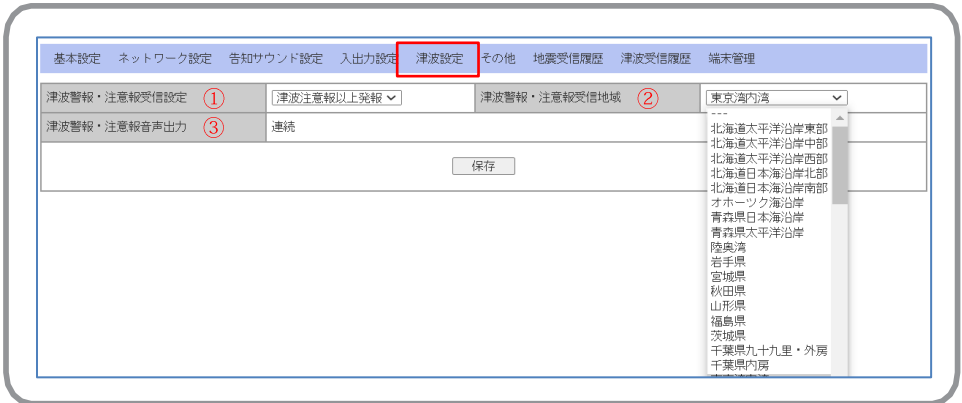 基本設定 ネットワーク設定 告知サウンド設定 入出力設定 津波設定 その他 地震受信履歴 津波受信履歴 端末管理
津波警報・注意報受信設定 ① 津波注意報以上発報 津波警報・注意報受信地域 ② 東京湾内湾
津波警報・注意報音声出力 ③ 連続
保存
---
北海道太平洋沿岸東部
北海道太平洋沿岸中部
北海道太平洋沿岸西部
北海道日本海沿岸北部
北海道日本海沿岸南部
オホーツク海沿岸
青森県日本海沿岸
青森県太平洋沿岸
陸奥湾
岩手県
宮城県
秋田県
山形県
福島県
茨城県
千葉県九十九里・外房
千葉県内房